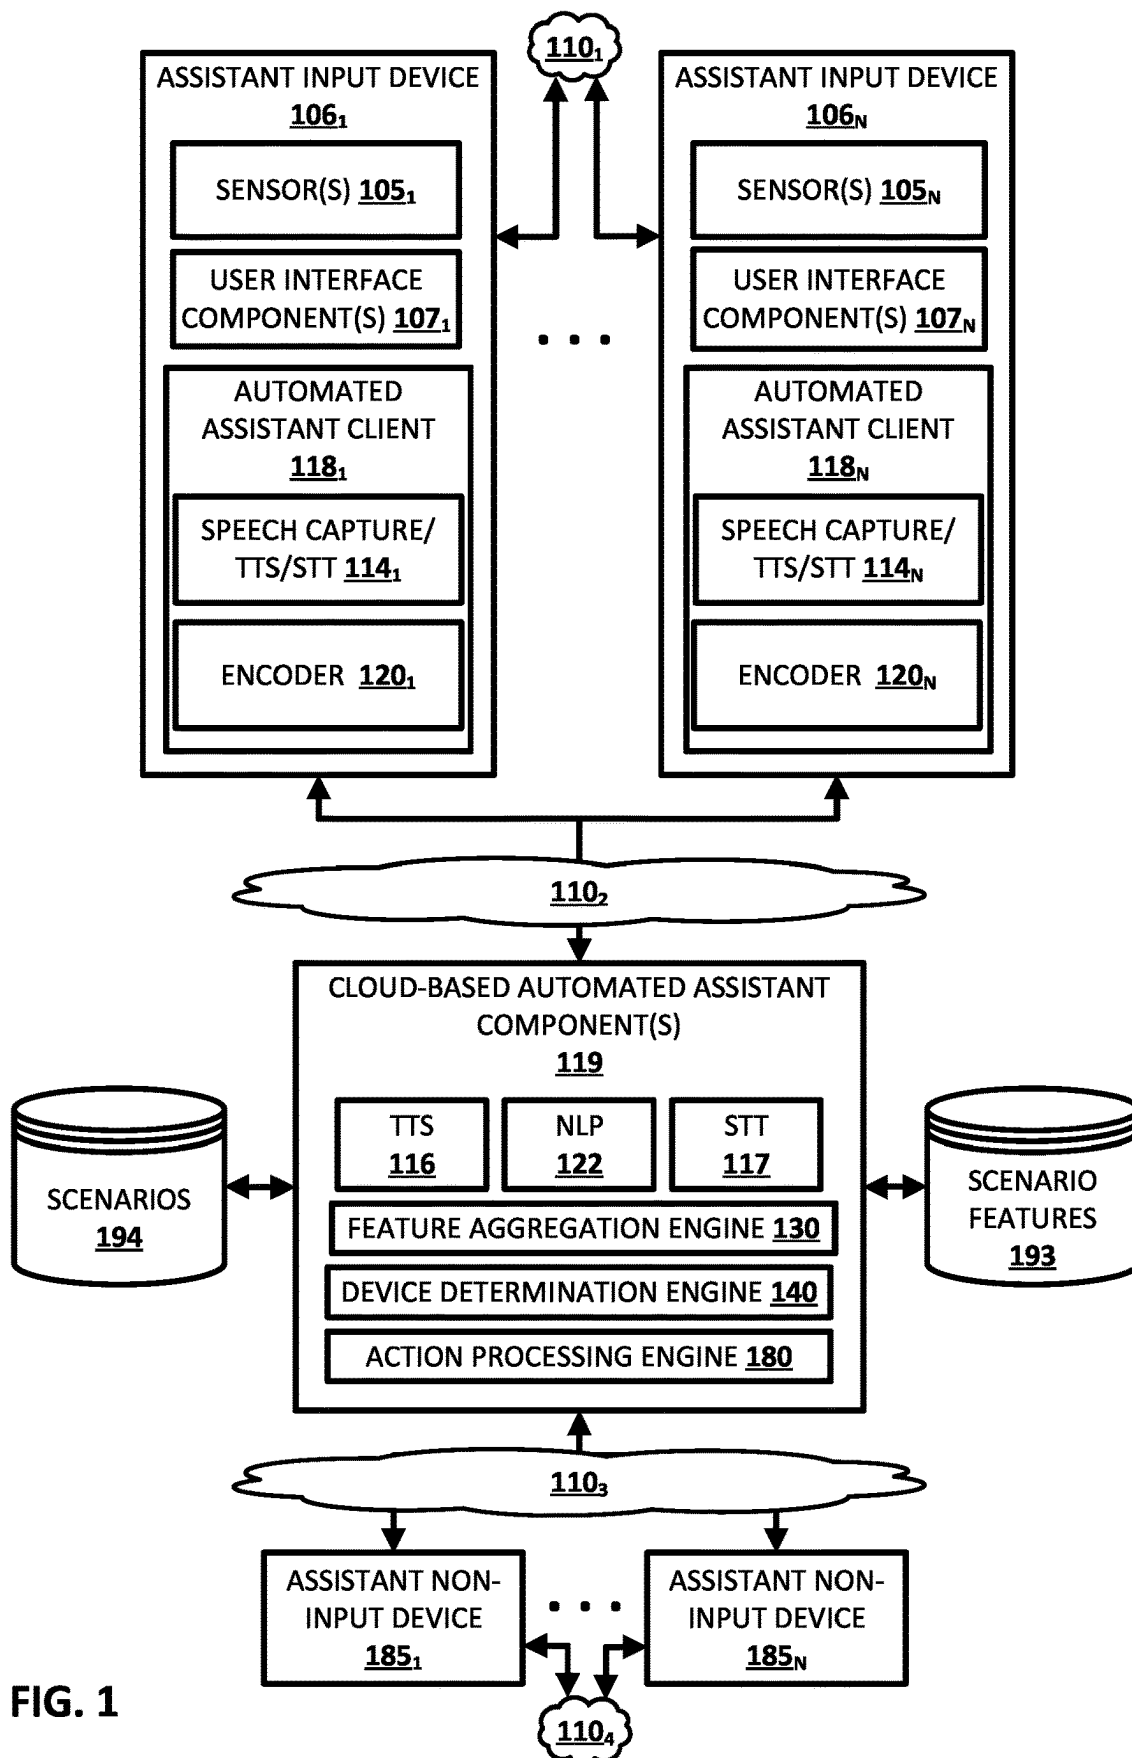 110₁
ASSISTANT INPUT DEVICE
106₁
SENSOR(S) 105₁
USER INTERFACE
COMPONENT(S) 107₁
AUTOMATED
ASSISTANT CLIENT
118₁
SPEECH CAPTURE/
TTS/STT 114₁
ENCODER 120₁
. . .
ASSISTANT INPUT DEVICE
106N
SENSOR(S) 105N
USER INTERFACE
COMPONENT(S) 107N
AUTOMATED
ASSISTANT CLIENT
118N
SPEECH CAPTURE/
TTS/STT 114N
ENCODER 120N
110₂
CLOUD-BASED AUTOMATED ASSISTANT
COMPONENT(S)
119
TTS
116
NLP
122
STT
117
FEATURE AGGREGATION ENGINE 130
DEVICE DETERMINATION ENGINE 140
ACTION PROCESSING ENGINE 180
SCENARIOS
194
SCENARIO
FEATURES
193
110₃
ASSISTANT NON-
INPUT DEVICE
185₁
. . .
ASSISTANT NON-
INPUT DEVICE
185N
110₄
FIG. 1